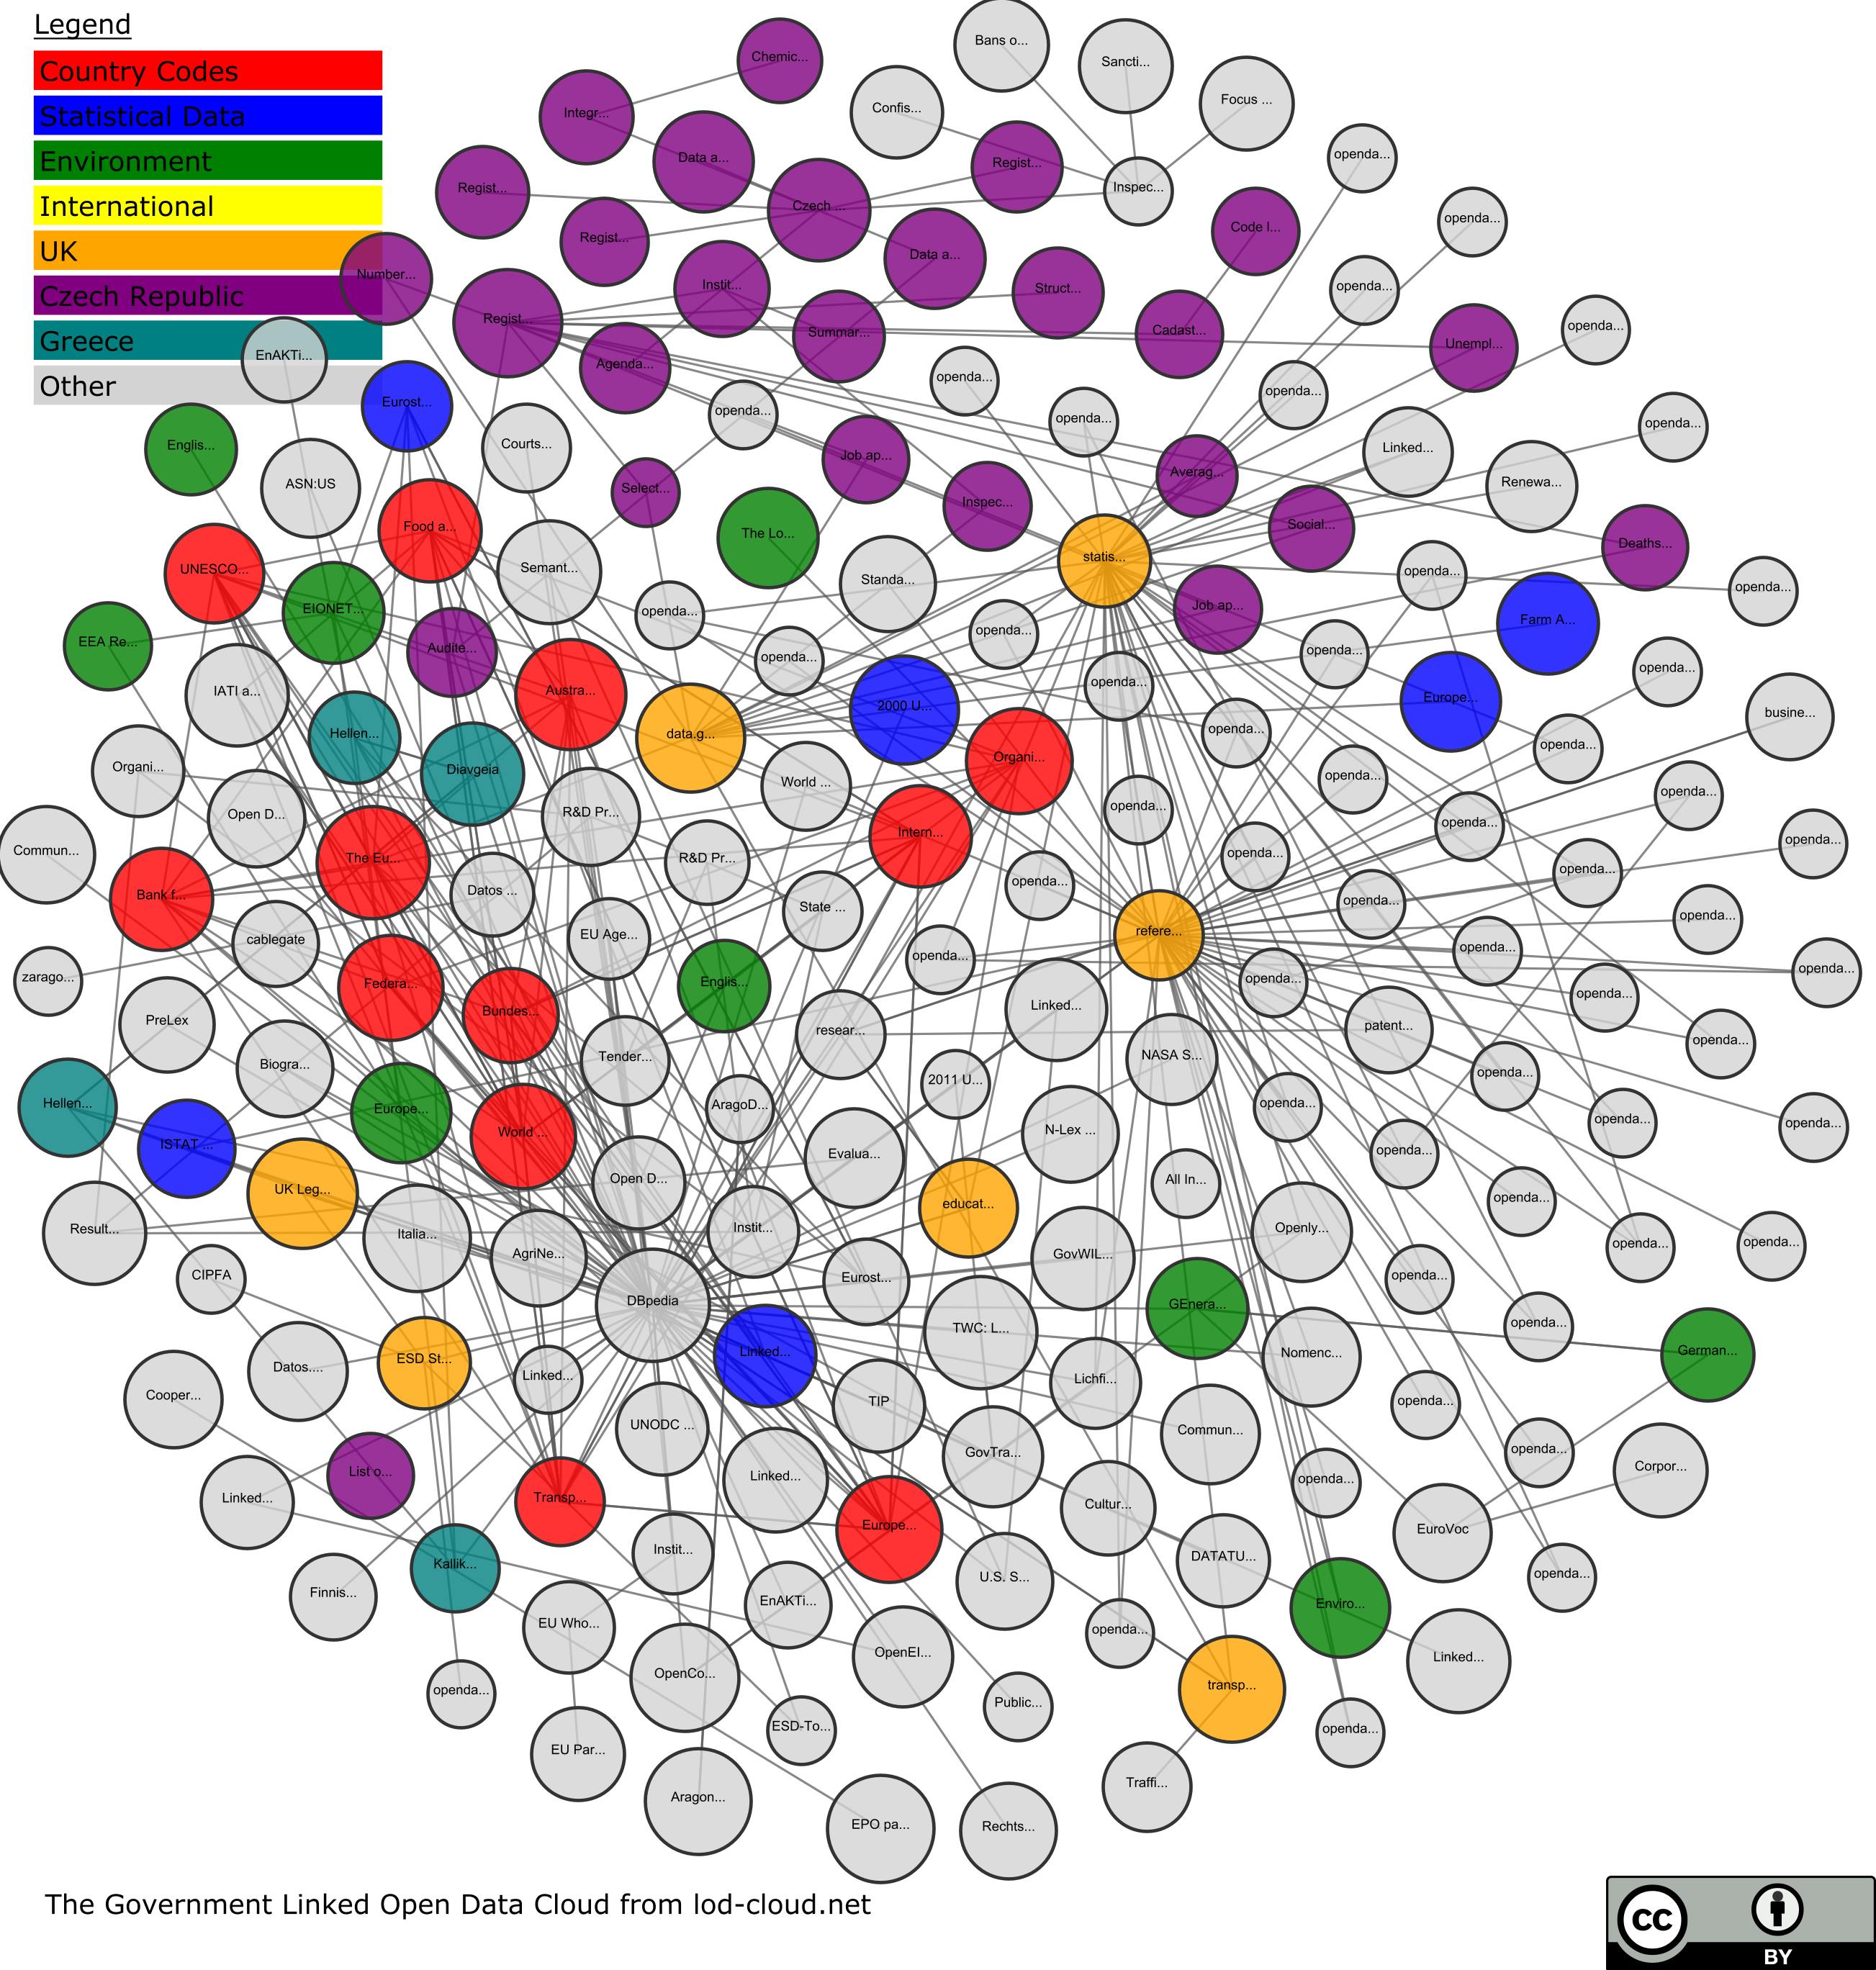 Legend
Country Codes
Statistical Data
Environment
International
UK
Czech Republic
Greece
Other
Bans o...
Sancti...
Chemic...
Focus ...
Confis...
Integr...
openda...
Data a...
Regist...
Inspec...
Regist...
Czech ...
openda...
Code l...
Regist...
Data a...
Number...
Instit...
openda...
Struct...
Regist...
openda...
Summar...
Cadast...
Unempl...
EnAKTi...
Agenda...
openda...
openda...
Eurost...
openda...
openda...
openda...
Englis...
Courts...
Linked...
Job ap...
Averag...
Renewa...
ASN:US
Select...
Inspec...
Food a...
Social...
The Lo...
Deaths...
statis...
UNESCO...
Semant...
openda...
Standa...
openda...
EIONET...
openda...
Job ap...
Farm A...
EEA Re...
openda...
Audite...
openda...
openda...
openda...
openda...
IATI a...
Austra...
Europe...
2000 U...
busine...
Hellen...
data.g...
openda...
openda...
Organi...
Diavgeia
Organi...
openda...
World ...
openda...
openda...
Open D...
R&D Pr...
openda...
Intern...
openda...
Commun...
The Eu...
R&D Pr...
openda...
openda...
openda...
Bank f...
Datos ...
openda...
State ...
openda...
cablegate
EU Age...
refere...
openda...
openda...
zarago...
Federa...
Englis...
openda...
openda...
openda...
Linked...
Bundes...
PreLex
resear...
patent...
openda...
Biogra...
Tender...
NASA S...
openda...
2011 U...
Hellen...
Europe...
AragoD...
openda...
openda...
openda...
ISTAT ...
World ...
N-Lex ...
Evalua...
openda...
UK Leg...
Open D...
All In...
openda...
educat...
Result...
Italia...
Instit...
Openly...
openda...
openda...
AgriNe...
GovWIL...
CIPFA
Eurost...
openda...
DBpedia
GEnera...
openda...
TWC: L...
Linked...
Nomenc...
German...
ESD St...
Datos....
Linked...
Lichfi...
Cooper...
TIP
openda...
UNODC ...
Commun...
GovTra...
openda...
List o...
Linked...
Corpor...
openda...
Linked...
Transp...
Cultur...
Europe...
EuroVoc
Kallik...
Instit...
DATATU...
U.S. S...
openda...
Finnis...
EnAKTi...
Enviro...
EU Who...
openda...
OpenEI...
Linked...
OpenCo...
transp...
openda...
Public...
ESD-To...
openda...
EU Par...
Traffi...
Aragon...
EPO pa...
Rechts...
The Government Linked Open Data Cloud from lod-cloud.net
CC
BY